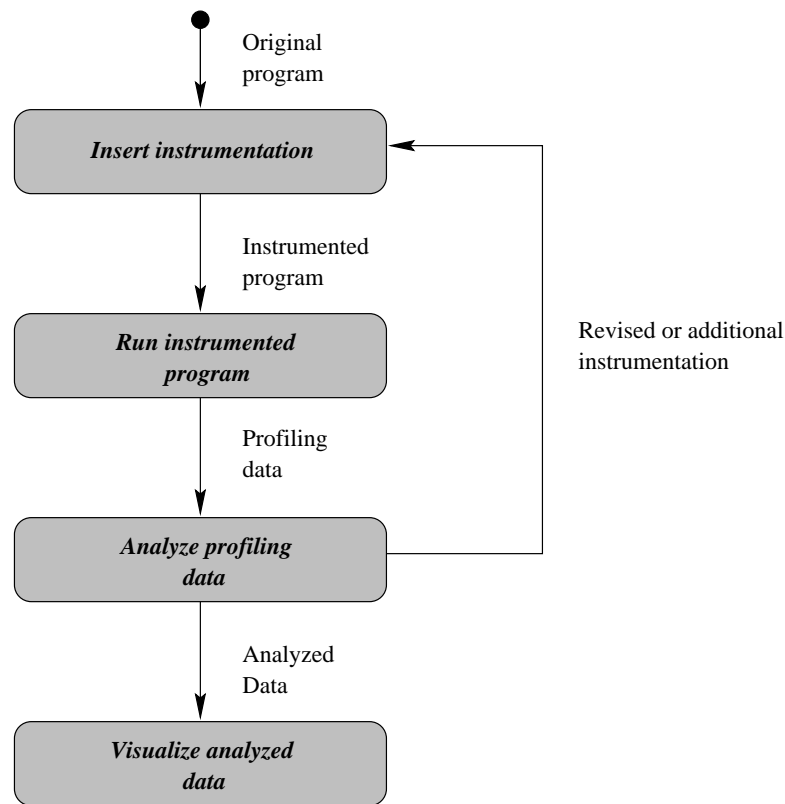 Original
program
Insert instrumentation
Instrumented
program
Run instrumented
program
Revised or additional
instrumentation
Profiling
data
Analyze profiling
data
Analyzed
Data
Visualize analyzed
data